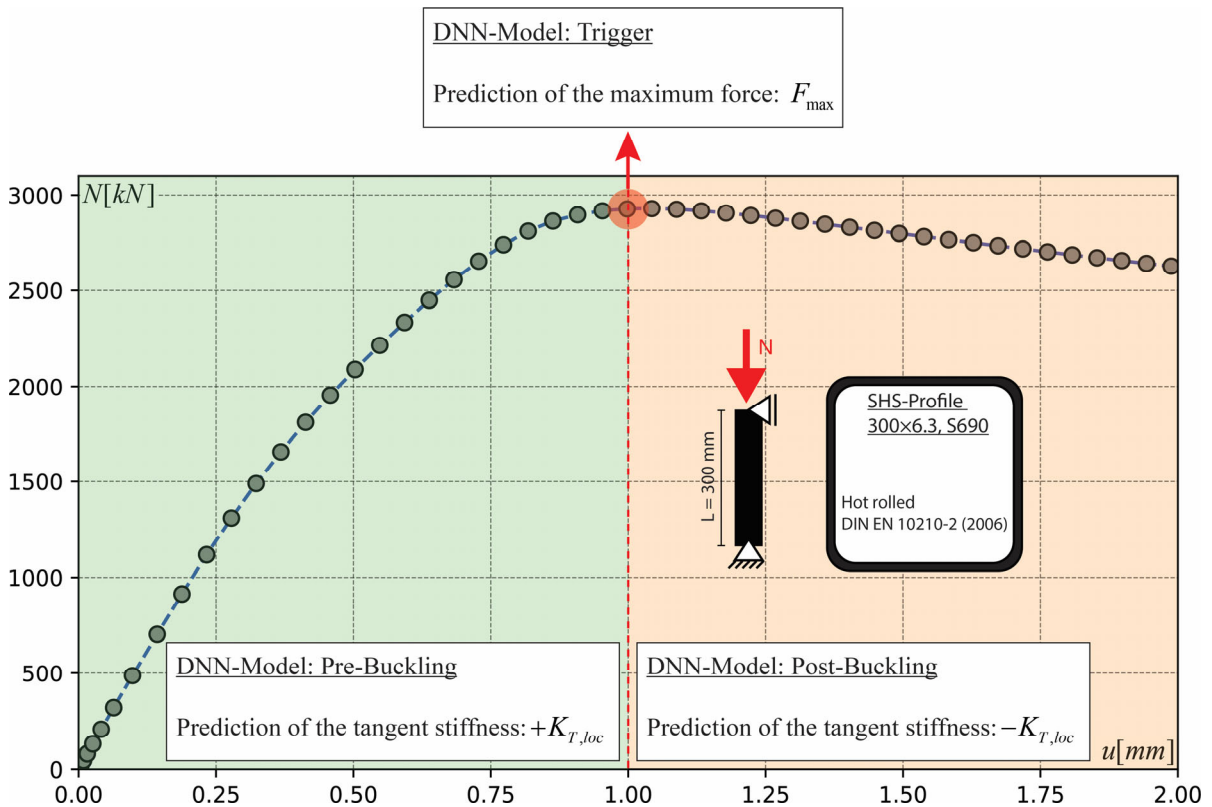 DNN-Model: Trigger
Prediction of the maximum force: F_max
N[kN]
3000
2500
2000
1500
1000
500
0
N
L = 300 mm
SHS-Profile
300×6.3, S690
Hot rolled
DIN EN 10210-2 (2006)
DNN-Model: Pre-Buckling
Prediction of the tangent stiffness: +K_T,loc
DNN-Model: Post-Buckling
Prediction of the tangent stiffness: −K_T,loc
u[mm]
0.00 0.25 0.50 0.75 1.00 1.25 1.50 1.75 2.00